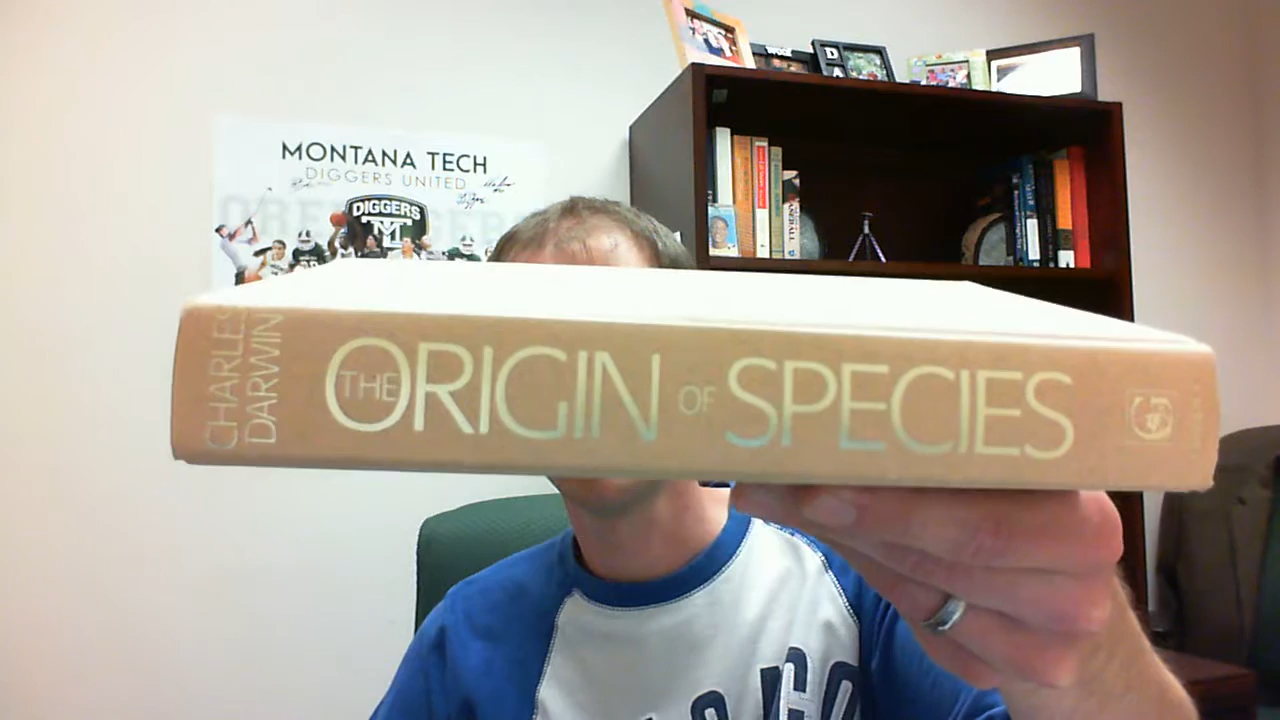 MONTANA TECH
DIGGERS UNITED
DIGGERS
CHARLES
DARWIN
THE ORIGIN OF SPECIES